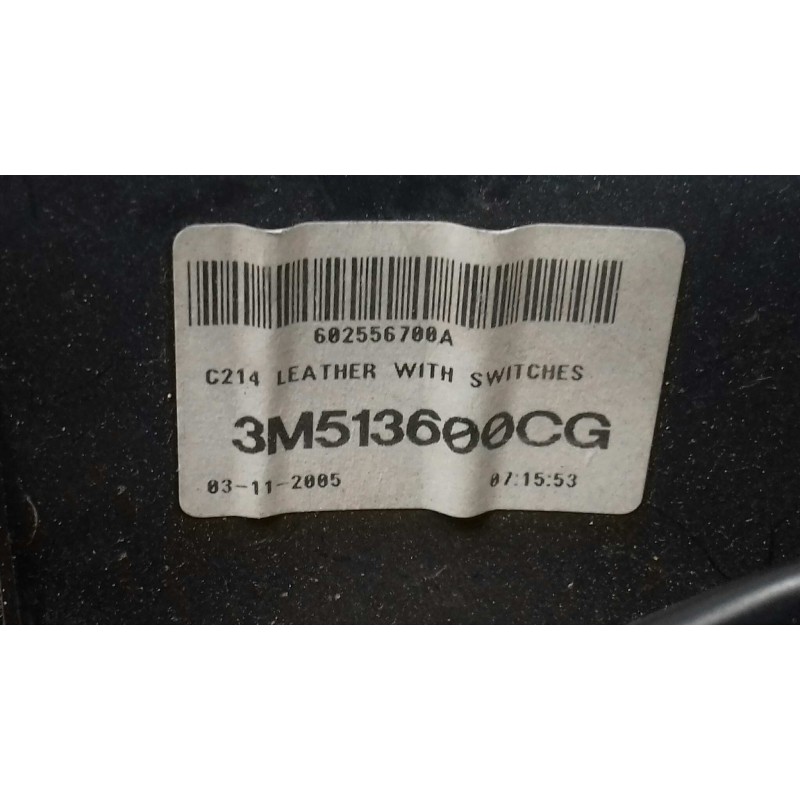 602556700A
C214 LEATHER WITH SWITCHES
3M513600CG
03-11-2005 07:15:53